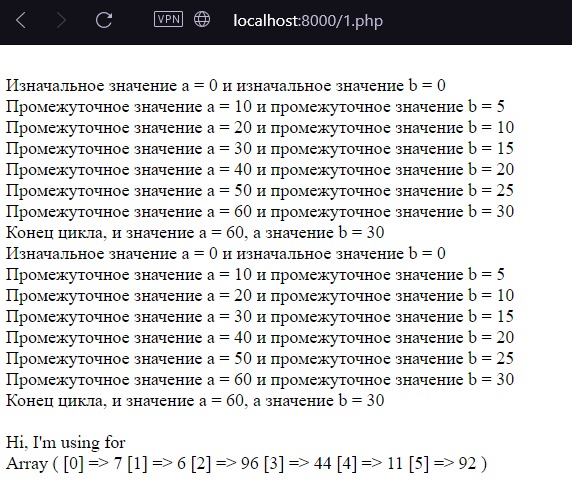 VPN localhost:8000/1.php
Изначальное значение a = 0 и изначальное значение b = 0
Промежуточное значение a = 10 и промежуточное значение b = 5
Промежуточное значение a = 20 и промежуточное значение b = 10
Промежуточное значение a = 30 и промежуточное значение b = 15
Промежуточное значение a = 40 и промежуточное значение b = 20
Промежуточное значение a = 50 и промежуточное значение b = 25
Промежуточное значение a = 60 и промежуточное значение b = 30
Конец цикла, и значение a = 60, а значение b = 30
Изначальное значение a = 0 и изначальное значение b = 0
Промежуточное значение a = 10 и промежуточное значение b = 5
Промежуточное значение a = 20 и промежуточное значение b = 10
Промежуточное значение a = 30 и промежуточное значение b = 15
Промежуточное значение a = 40 и промежуточное значение b = 20
Промежуточное значение a = 50 и промежуточное значение b = 25
Промежуточное значение a = 60 и промежуточное значение b = 30
Конец цикла, и значение a = 60, а значение b = 30
Hi, I'm using for
Array ( [0] => 7 [1] => 6 [2] => 96 [3] => 44 [4] => 11 [5] => 92 )